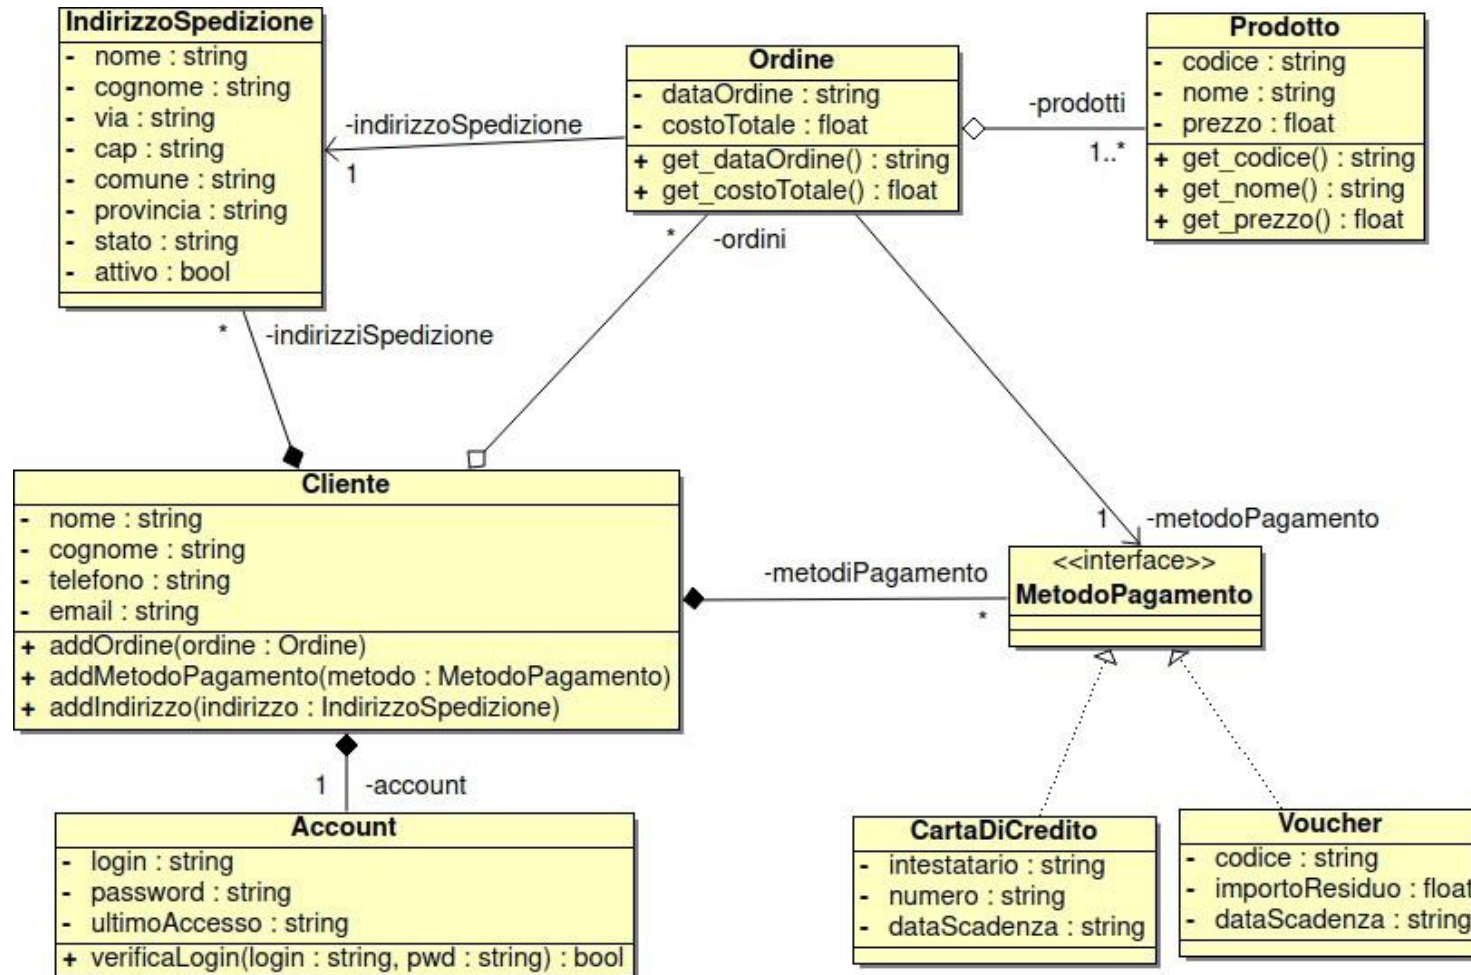 IndirizzoSpedizione
- nome : string
- cognome : string
- via : string
- cap : string
- comune : string
- provincia : string
- stato : string
- attivo : bool
-indirizzoSpedizione
1
Ordine
- dataOrdine : string
- costoTotale : float
+ get_dataOrdine() : string
+ get_costoTotale() : float
-prodotti
1..*
Prodotto
- codice : string
- nome : string
- prezzo : float
+ get_codice() : string
+ get_nome() : string
+ get_prezzo() : float
* -ordini
* -indirizziSpedizione
Cliente
- nome : string
- cognome : string
- telefono : string
- email : string
+ addOrdine(ordine : Ordine)
+ addMetodoPagamento(metodo : MetodoPagamento)
+ addIndirizzo(indirizzo : IndirizzoSpedizione)
1 -metodoPagamento
-metodiPagamento
*
<<interface>>
MetodoPagamento
1 -account
Account
- login : string
- password : string
- ultimoAccesso : string
+ verificaLogin(login : string, pwd : string) : bool
CartaDiCredito
- intestatario : string
- numero : string
- dataScadenza : string
Voucher
- codice : string
- importoResiduo : float
- dataScadenza : string